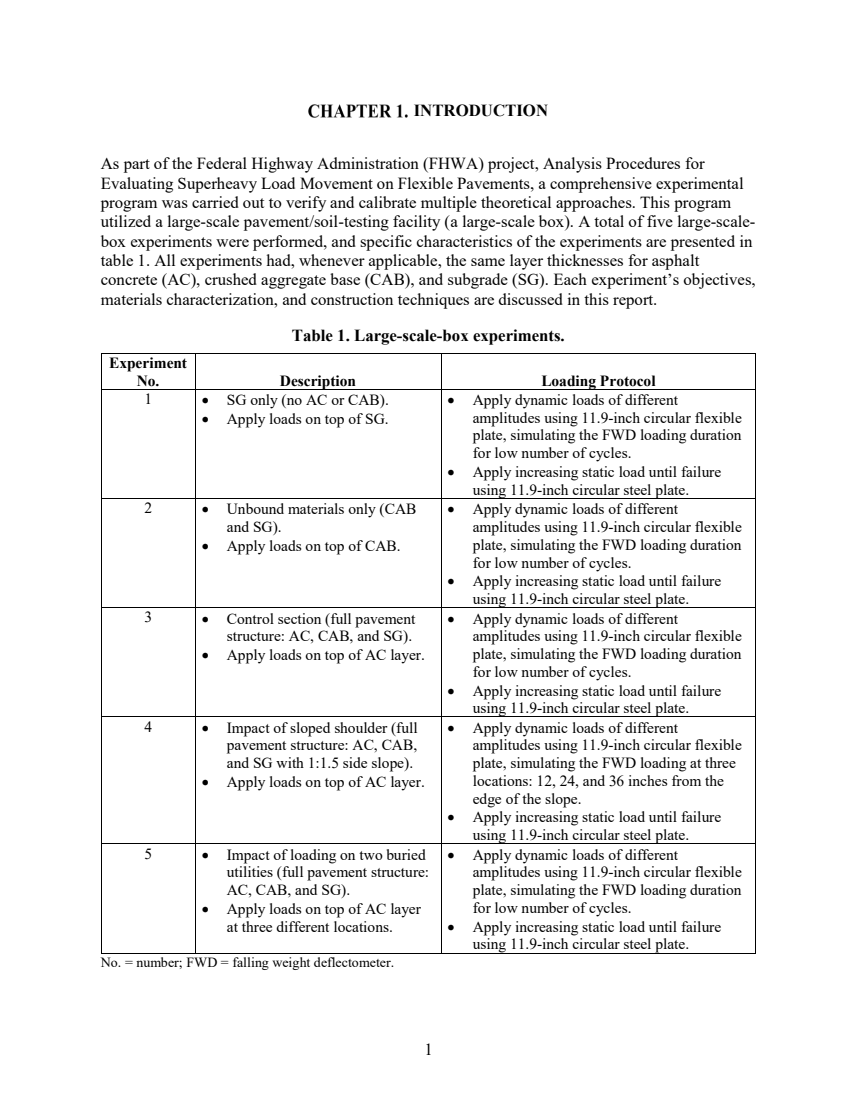 CHAPTER 1. INTRODUCTION
As part of the Federal Highway Administration (FHWA) project, Analysis Procedures for
Evaluating Superheavy Load Movement on Flexible Pavements, a comprehensive experimental
program was carried out to verify and calibrate multiple theoretical approaches. This program
utilized a large-scale pavement/soil-testing facility (a large-scale box). A total of five large-scale-
box experiments were performed, and specific characteristics of the experiments are presented in
table 1. All experiments had, whenever applicable, the same layer thicknesses for asphalt
concrete (AC), crushed aggregate base (CAB), and subgrade (SG). Each experiment’s objectives,
materials characterization, and construction techniques are discussed in this report.
Table 1. Large-scale-box experiments.
Experiment
No.
Description
Loading Protocol
1
• SG only (no AC or CAB).
• Apply loads on top of SG.
• Apply dynamic loads of different
amplitudes using 11.9-inch circular flexible
plate, simulating the FWD loading duration
for low number of cycles.
• Apply increasing static load until failure
using 11.9-inch circular steel plate.
2
• Unbound materials only (CAB
and SG).
• Apply loads on top of CAB.
• Apply dynamic loads of different
amplitudes using 11.9-inch circular flexible
plate, simulating the FWD loading duration
for low number of cycles.
• Apply increasing static load until failure
using 11.9-inch circular steel plate.
3
• Control section (full pavement
structure: AC, CAB, and SG).
• Apply loads on top of AC layer.
• Apply dynamic loads of different
amplitudes using 11.9-inch circular flexible
plate, simulating the FWD loading duration
for low number of cycles.
• Apply increasing static load until failure
using 11.9-inch circular steel plate.
4
• Impact of sloped shoulder (full
pavement structure: AC, CAB,
and SG with 1:1.5 side slope).
• Apply loads on top of AC layer.
• Apply dynamic loads of different
amplitudes using 11.9-inch circular flexible
plate, simulating the FWD loading at three
locations: 12, 24, and 36 inches from the
edge of the slope.
• Apply increasing static load until failure
using 11.9-inch circular steel plate.
5
• Impact of loading on two buried
utilities (full pavement structure:
AC, CAB, and SG).
• Apply loads on top of AC layer
at three different locations.
• Apply dynamic loads of different
amplitudes using 11.9-inch circular flexible
plate, simulating the FWD loading duration
for low number of cycles.
• Apply increasing static load until failure
using 11.9-inch circular steel plate.
No. = number; FWD = falling weight deflectometer.
1